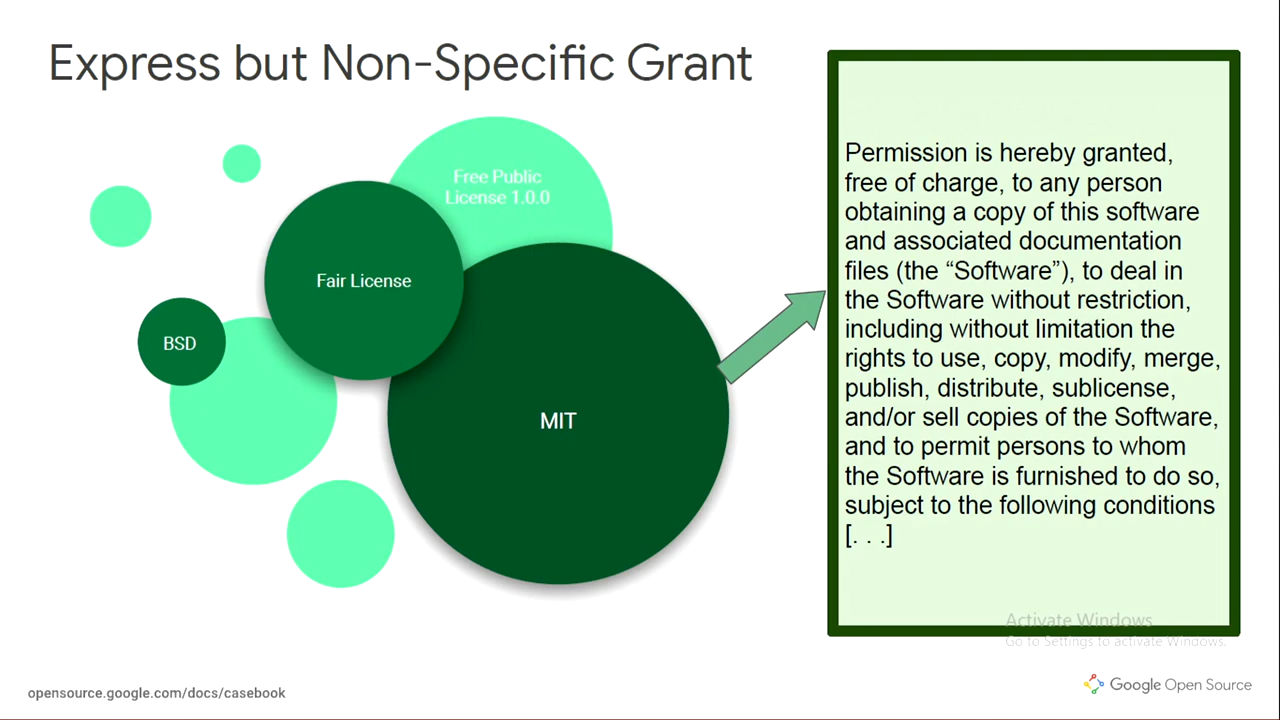 Express but Non-Specific Grant
Free Public
License 1.0.0
Fair License
BSD
MIT
Permission is hereby granted,
free of charge, to any person
obtaining a copy of this software
and associated documentation
files (the “Software”), to deal in
the Software without restriction,
including without limitation the
rights to use, copy, modify, merge,
publish, distribute, sublicense,
and/or sell copies of the Software,
and to permit persons to whom
the Software is furnished to do so,
subject to the following conditions
[. . .]
Activate Windows
Go to Settings to activate Windows.
opensource.google.com/docs/casebook
Google Open Source